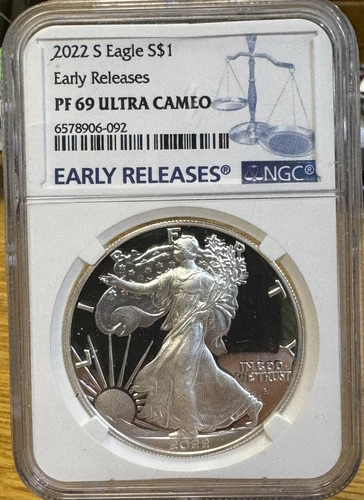 2022 S Eagle S$1
Early Releases
PF 69 ULTRA CAMEO
6578906-092
EARLY RELEASES® NGC®
LIBERTY
IN GOD
WE TRUST
2022